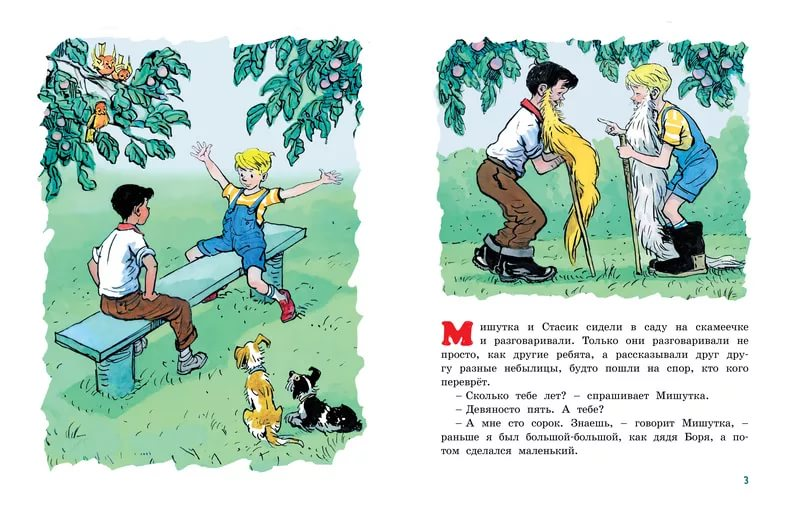 Мишутка и Стасик сидели в саду на скамеечке
и разговаривали. Только они разговаривали не
просто, как другие ребята, а рассказывали друг дру-
гу разные небылицы, будто пошли на спор, кто кого
переврёт.
– Сколько тебе лет? – спрашивает Мишутка.
– Девяносто пять. А тебе?
– А мне сто сорок. Знаешь, – говорит Мишутка, –
раньше я был большой-большой, как дядя Боря, а по-
том сделался маленький.
3